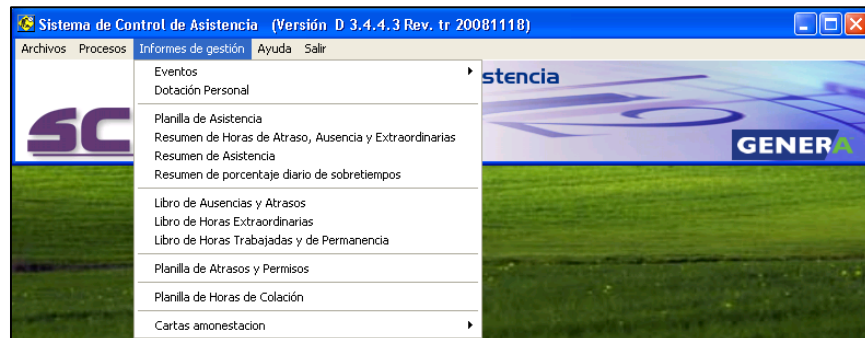 Sistema de Control de Asistencia (Versión D 3.4.4.3 Rev. tr 20081118)
Archivos Procesos Informes de gestión Ayuda Salir
stencia
SC
GENERA
Eventos
Dotación Personal
Planilla de Asistencia
Resumen de Horas de Atraso, Ausencia y Extraordinarias
Resumen de Asistencia
Resumen de porcentaje diario de sobretiempos
Libro de Ausencias y Atrasos
Libro de Horas Extraordinarias
Libro de Horas Trabajadas y de Permanencia
Planilla de Atrasos y Permisos
Planilla de Horas de Colación
Cartas amonestacion